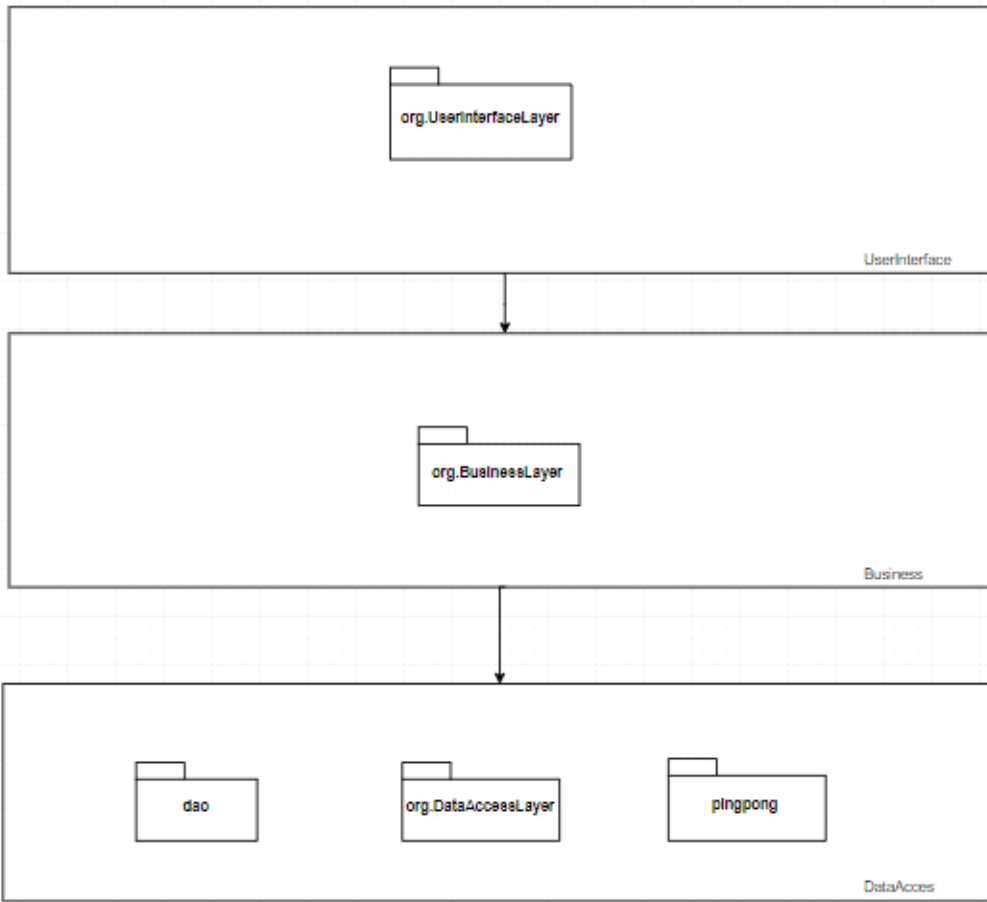 org.UserInterfaceLayer
UserInterface
org.BusinessLayer
Business
dao
org.DataAccessLayer
pingpong
DataAcces